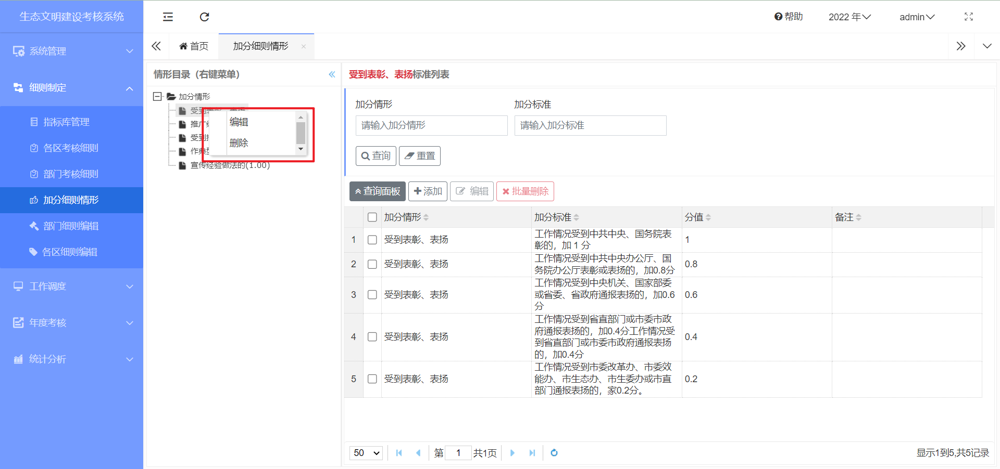 生态文明建设考核系统
帮助
2022 年
admin
系统管理
细则制定
指标库管理
各区考核细则
部门考核细则
加分细则情形
部门细则编辑
各区细则编辑
工作调度
年度考核
统计分析
首页
加分细则情形
情形目录（右键菜单）
加分情形
受到表彰、表扬
推广
受到
作典
宣传经验做法的(1.00)
编辑
删除
受到表彰、表扬标准列表
加分情形
加分标准
请输入加分情形
请输入加分标准
查询
重置
查询面板
添加
编辑
批量删除
加分情形
加分标准
分值
备注
1
受到表彰、表扬
工作情况受到中共中央、国务院表
彰的，加 1 分
1
2
受到表彰、表扬
工作情况受到中共中央办公厅、国
务院办公厅表彰或表扬的，加0.8分
0.8
3
受到表彰、表扬
工作情况受到中央机关、国家部委
或省委、省政府通报表扬的，加0.6
分
0.6
4
受到表彰、表扬
工作情况受到省直部门或市委市政
府通报表扬的，加0.4分工作情况受
到省直部门或市委市政府通报表扬
的，加0.4分
0.4
5
受到表彰、表扬
工作情况受到市委改革办、市委效
能办、市生态办、市生委办或市直
部门通报表扬的，家0.2分。
0.2
50
第 1 共1页
显示1到5,共5记录